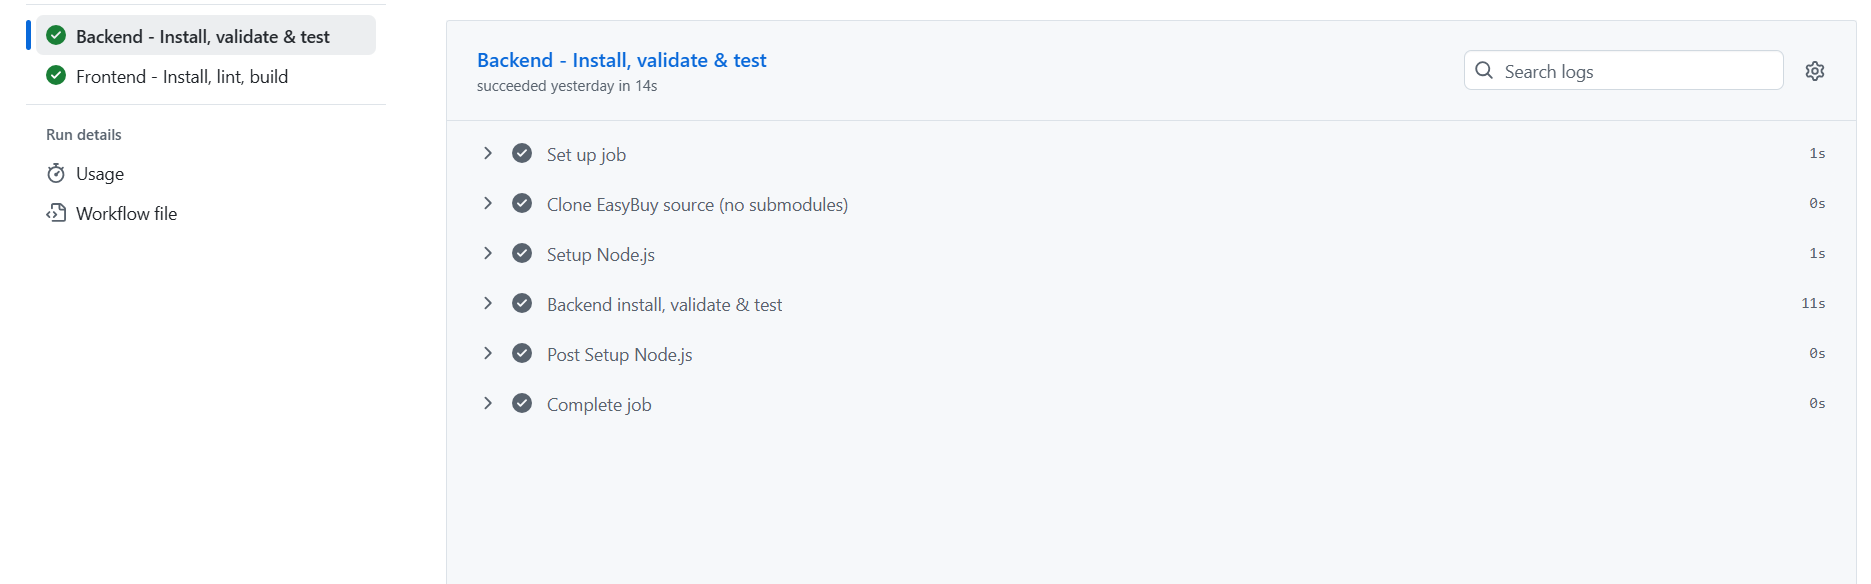 Backend - Install, validate & test
Frontend - Install, lint, build
Run details
Usage
Workflow file
Backend - Install, validate & test
succeeded yesterday in 14s
Search logs
Set up job 1s
Clone EasyBuy source (no submodules) 0s
Setup Node.js 1s
Backend install, validate & test 11s
Post Setup Node.js 0s
Complete job 0s